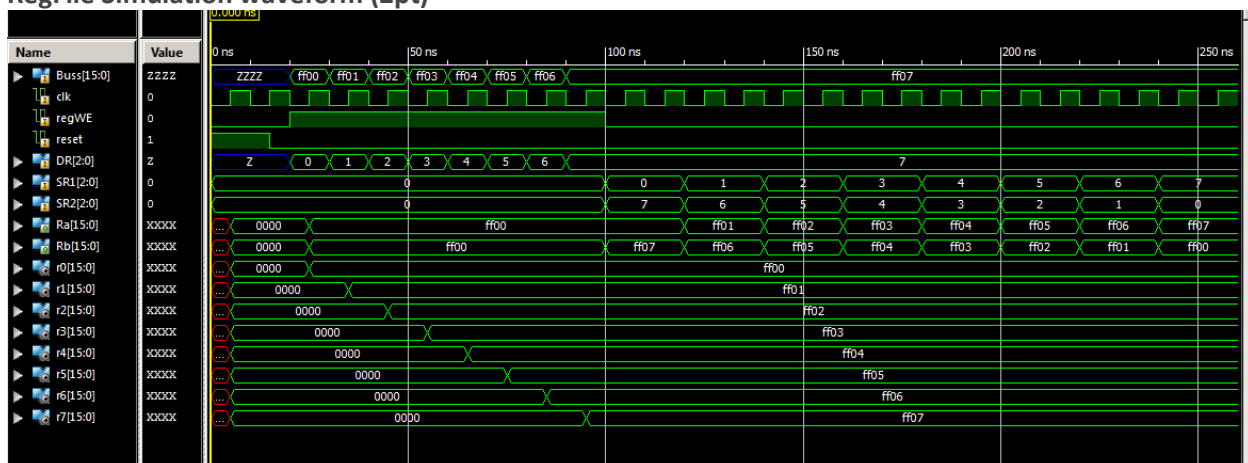 RegFile Simulation waveform (2pt)
0.000 ns
Name Value 0 ns 50 ns 100 ns 150 ns 200 ns 250 ns
Buss[15:0] ZZZZ ZZZZ ff00 ff01 ff02 ff03 ff04 ff05 ff06 ff07
clk 0
regWE 0
reset 1
DR[2:0] Z Z 0 1 2 3 4 5 6 7
SR1[2:0] 0 0 0 1 2 3 4 5 6 7
SR2[2:0] 0 0 7 6 5 4 3 2 1 0
Ra[15:0] XXXX ... 0000 ff00 ff01 ff02 ff03 ff04 ff05 ff06 ff07
Rb[15:0] XXXX ... 0000 ff00 ff07 ff06 ff05 ff04 ff03 ff02 ff01 ff00
r0[15:0] XXXX ... 0000 ff00
r1[15:0] XXXX ... 0000 ff01
r2[15:0] XXXX ... 0000 ff02
r3[15:0] XXXX ... 0000 ff03
r4[15:0] XXXX ... 0000 ff04
r5[15:0] XXXX ... 0000 ff05
r6[15:0] XXXX ... 0000 ff06
r7[15:0] XXXX ... 0000 ff07